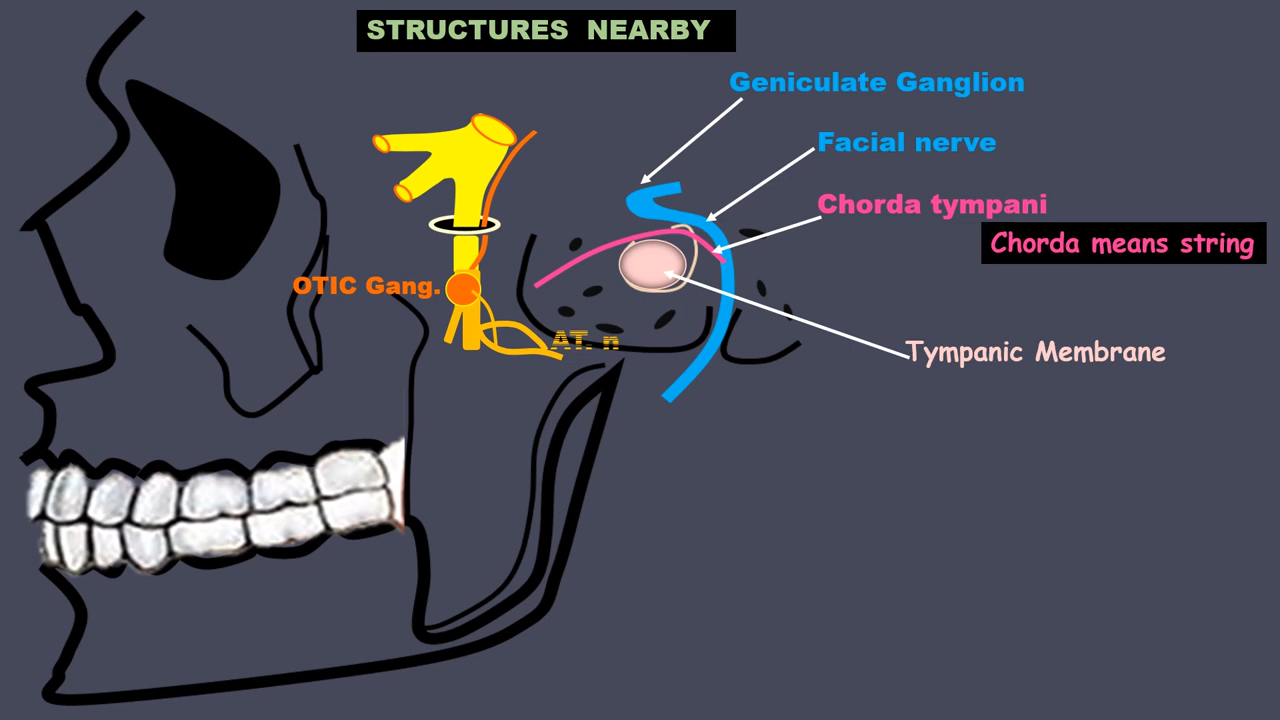 STRUCTURES NEARBY
Geniculate Ganglion
Facial nerve
Chorda tympani
Chorda means string
OTIC Gang.
AT. n
Tympanic Membrane